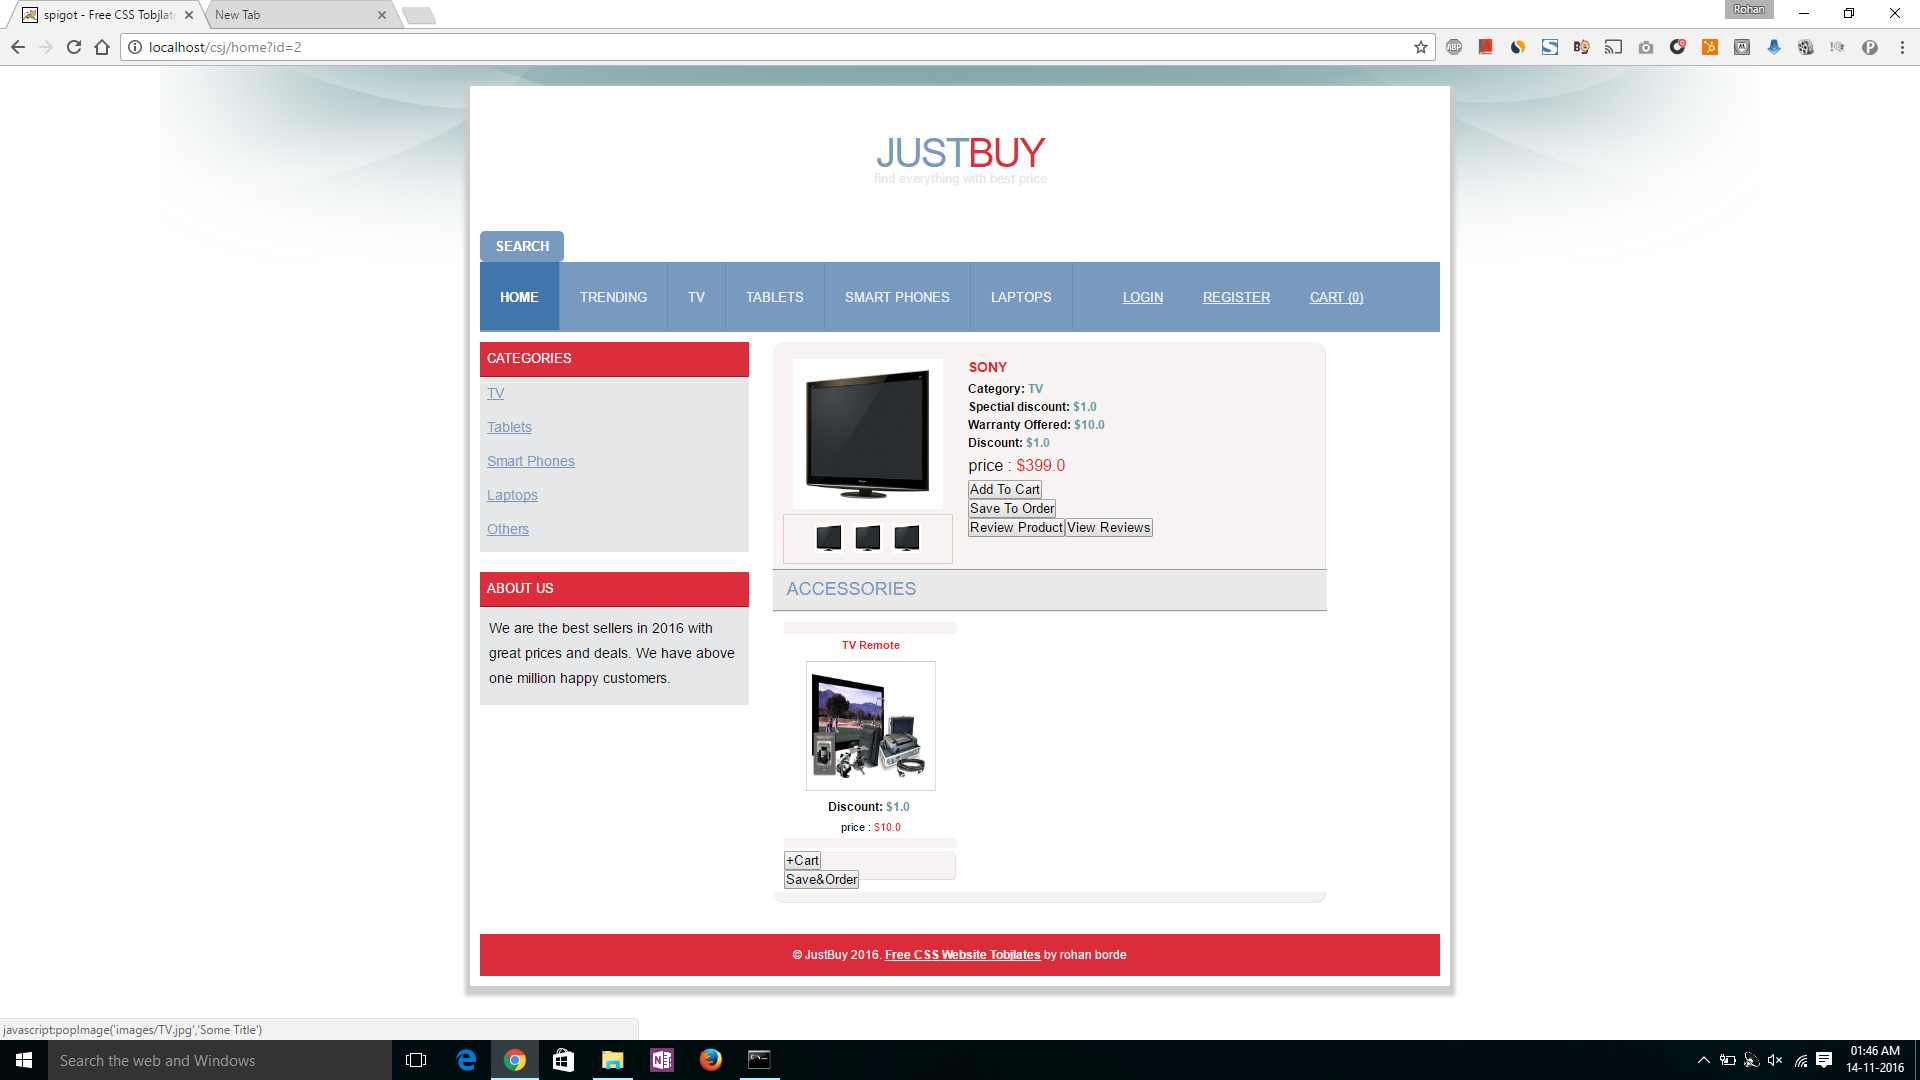 spigot - Free CSS Tobjlat
New Tab
Rohan
localhost/csj/home?id=2
JUSTBUY
find everything with best price
SEARCH
HOME TRENDING TV TABLETS SMART PHONES LAPTOPS LOGIN REGISTER CART (0)
CATEGORIES
TV
Tablets
Smart Phones
Laptops
Others
ABOUT US
We are the best sellers in 2016 with
great prices and deals. We have above
one million happy customers.
SONY
Category: TV
Spectial discount: $1.0
Warranty Offered: $10.0
Discount: $1.0
price : $399.0
Add To Cart
Save To Order
Review Product View Reviews
ACCESSORIES
TV Remote
Discount: $1.0
price : $10.0
+Cart
Save&Order
© JustBuy 2016. Free CSS Website Tobjlates by rohan borde
javascript:popImage('images/TV.jpg','Some Title')
Search the web and Windows
01:46 AM
14-11-2016